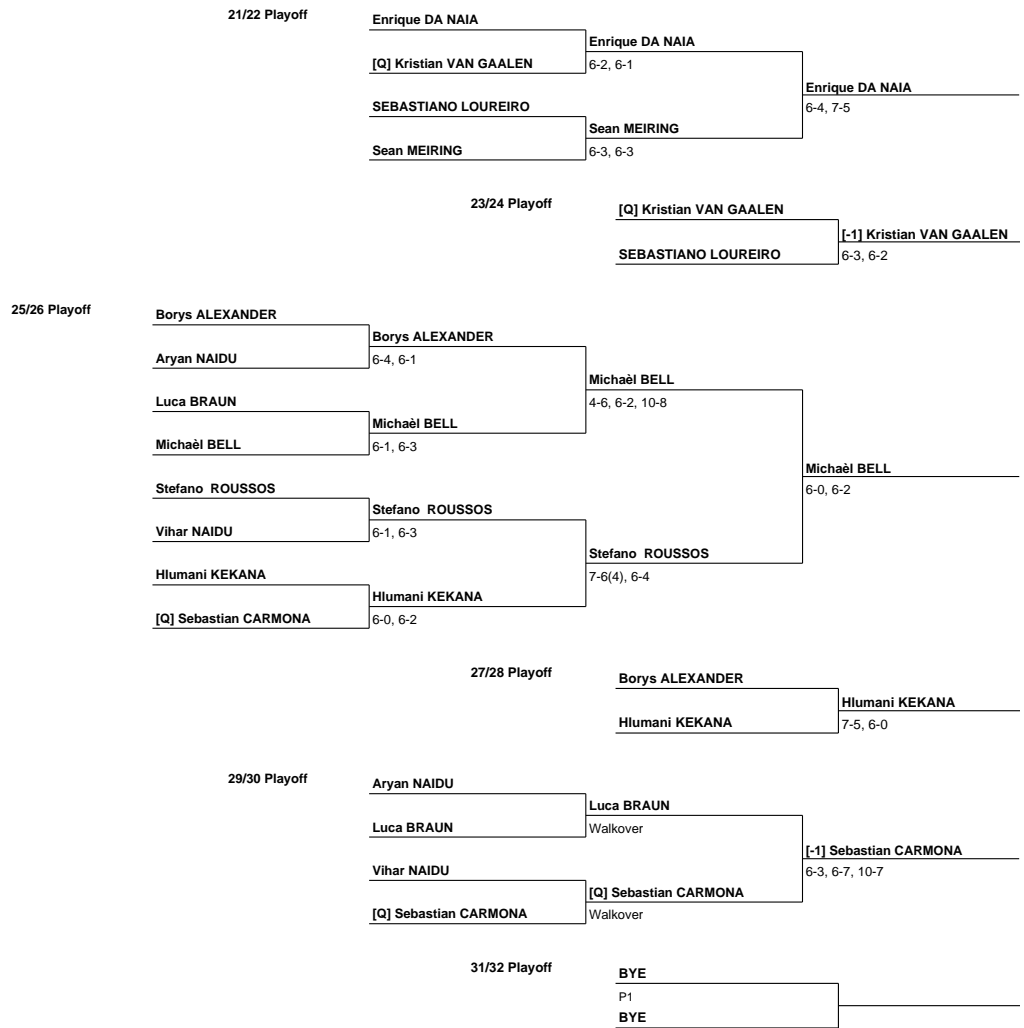 21/22 Playoff
Enrique DA NAIA
Enrique DA NAIA
[Q] Kristian VAN GAALEN
6-2, 6-1
Enrique DA NAIA
SEBASTIANO LOUREIRO
6-4, 7-5
Sean MEIRING
Sean MEIRING
6-3, 6-3
23/24 Playoff
[Q] Kristian VAN GAALEN
[-1] Kristian VAN GAALEN
SEBASTIANO LOUREIRO
6-3, 6-2
25/26 Playoff
Borys ALEXANDER
Borys ALEXANDER
Aryan NAIDU
6-4, 6-1
Michaèl BELL
Luca BRAUN
4-6, 6-2, 10-8
Michaèl BELL
Michaèl BELL
6-1, 6-3
Michaèl BELL
Stefano  ROUSSOS
6-0, 6-2
Stefano  ROUSSOS
Vihar NAIDU
6-1, 6-3
Stefano  ROUSSOS
Hlumani KEKANA
7-6(4), 6-4
Hlumani KEKANA
[Q] Sebastian CARMONA
6-0, 6-2
27/28 Playoff
Borys ALEXANDER
Hlumani KEKANA
Hlumani KEKANA
7-5, 6-0
29/30 Playoff
Aryan NAIDU
Luca BRAUN
Luca BRAUN
Walkover
[-1] Sebastian CARMONA
Vihar NAIDU
6-3, 6-7, 10-7
[Q] Sebastian CARMONA
[Q] Sebastian CARMONA
Walkover
31/32 Playoff
BYE
P1
BYE